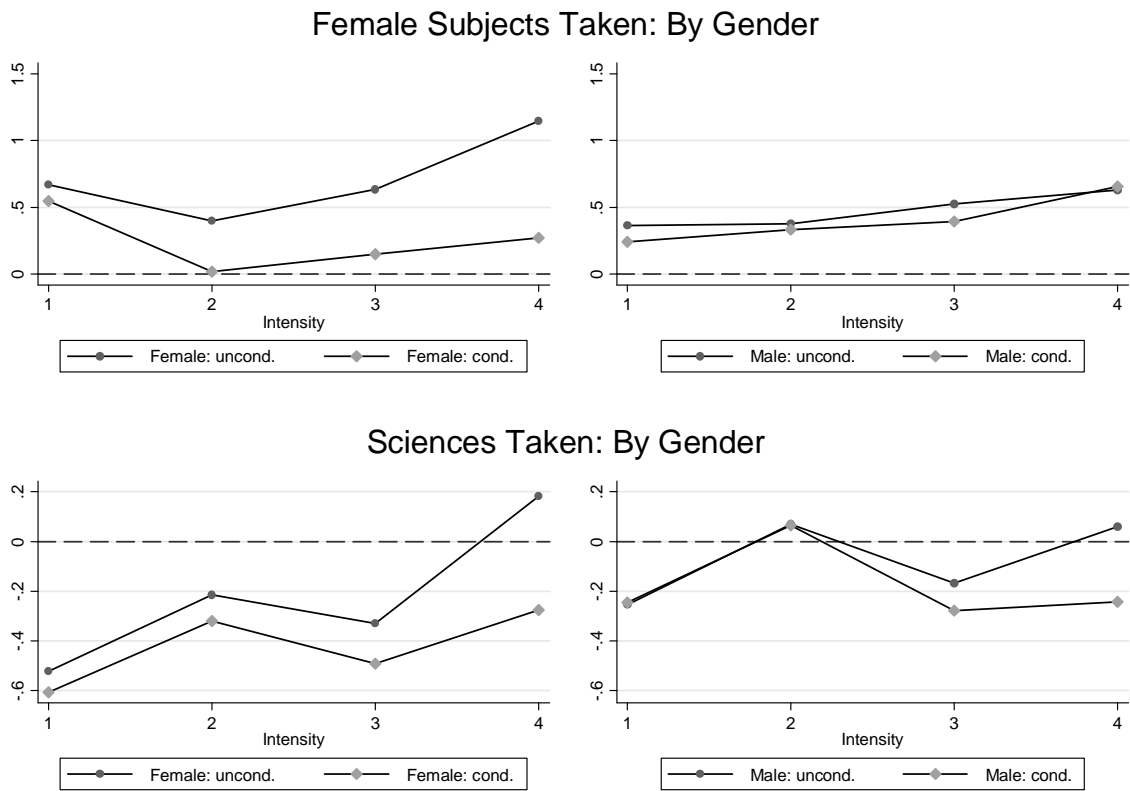 Female Subjects Taken: By Gender
1.5
1
.5
0
1 2 3 4
Intensity
Female: uncond. Female: cond.
1.5
1
.5
0
1 2 3 4
Intensity
Male: uncond. Male: cond.
Sciences Taken: By Gender
.2
0
-.2
-.4
-.6
1 2 3 4
Intensity
Female: uncond. Female: cond.
.2
0
-.2
-.4
-.6
1 2 3 4
Intensity
Male: uncond. Male: cond.